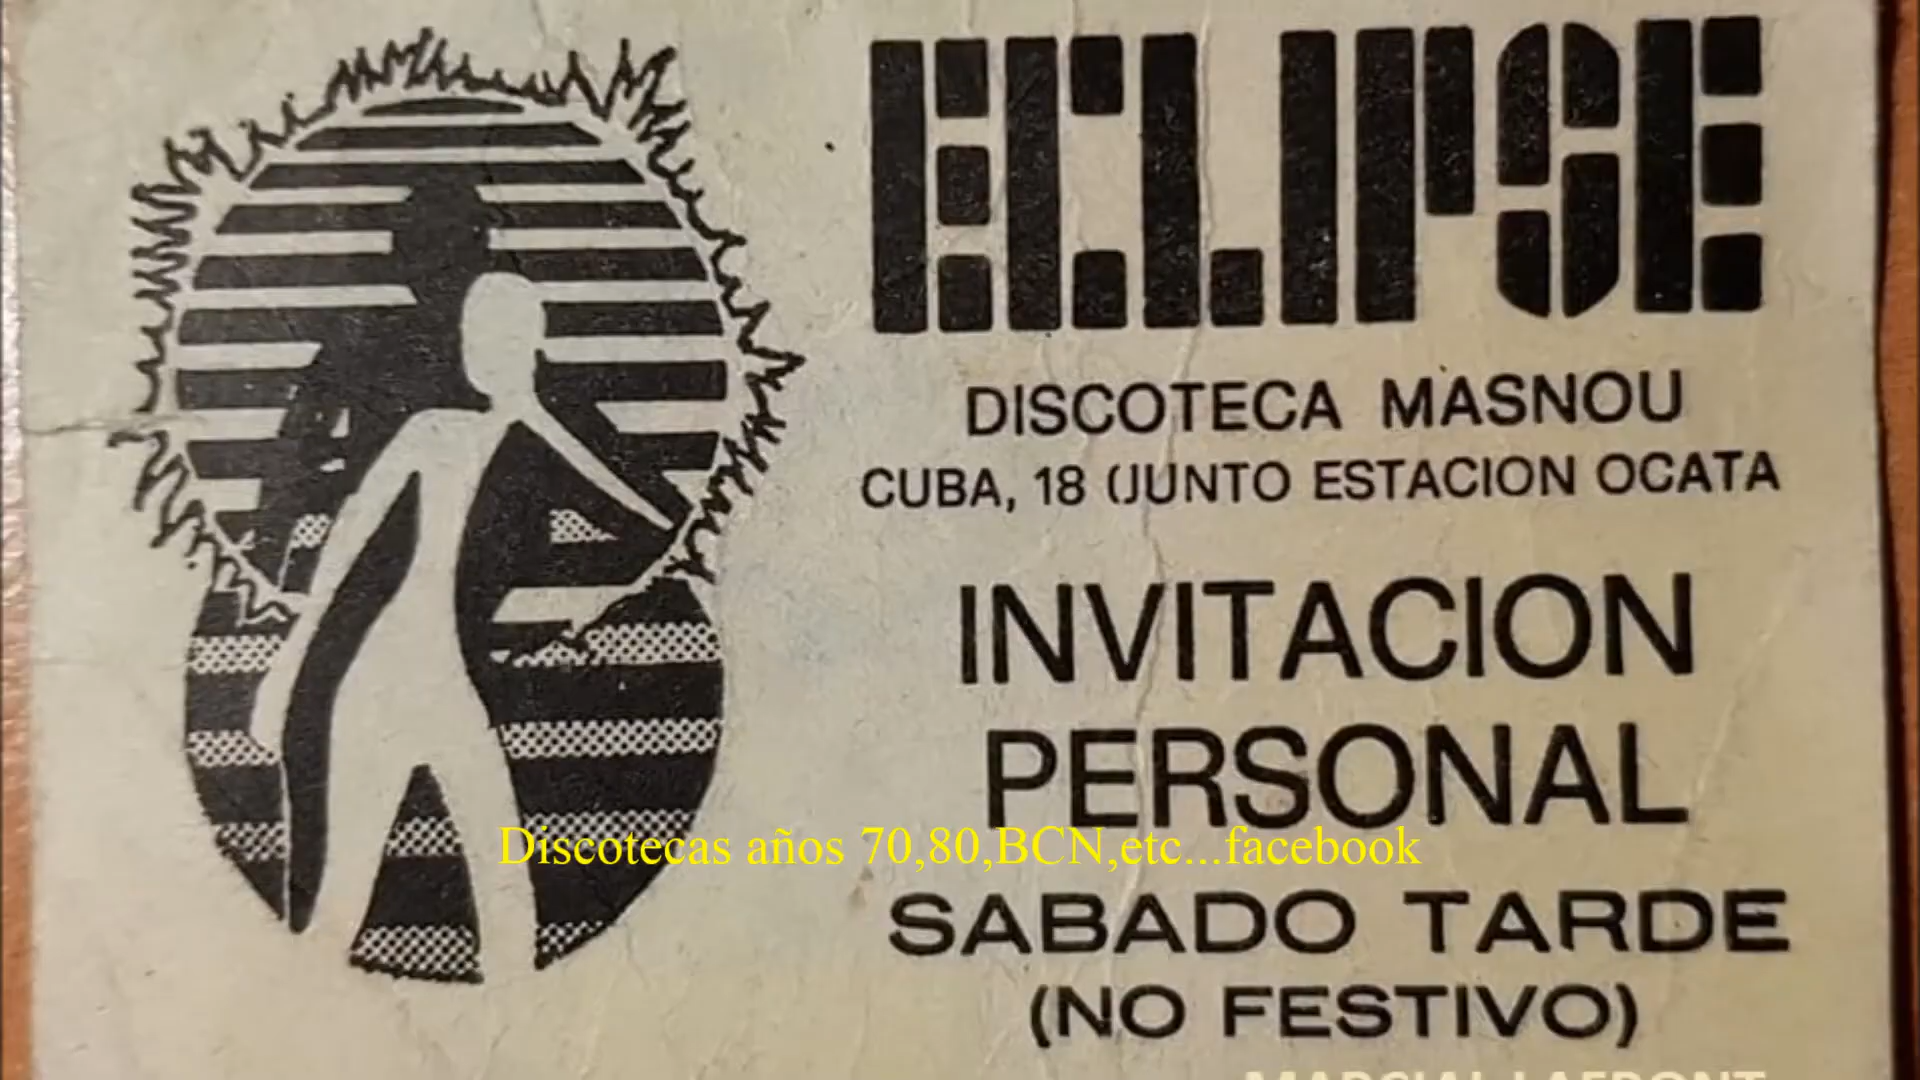 ECLIPSE
DISCOTECA MASNOU
CUBA, 18 (JUNTO ESTACION OCATA
INVITACION
PERSONAL
Discotecas años 70,80,BCN,etc...facebook
SABADO TARDE
(NO FESTIVO)